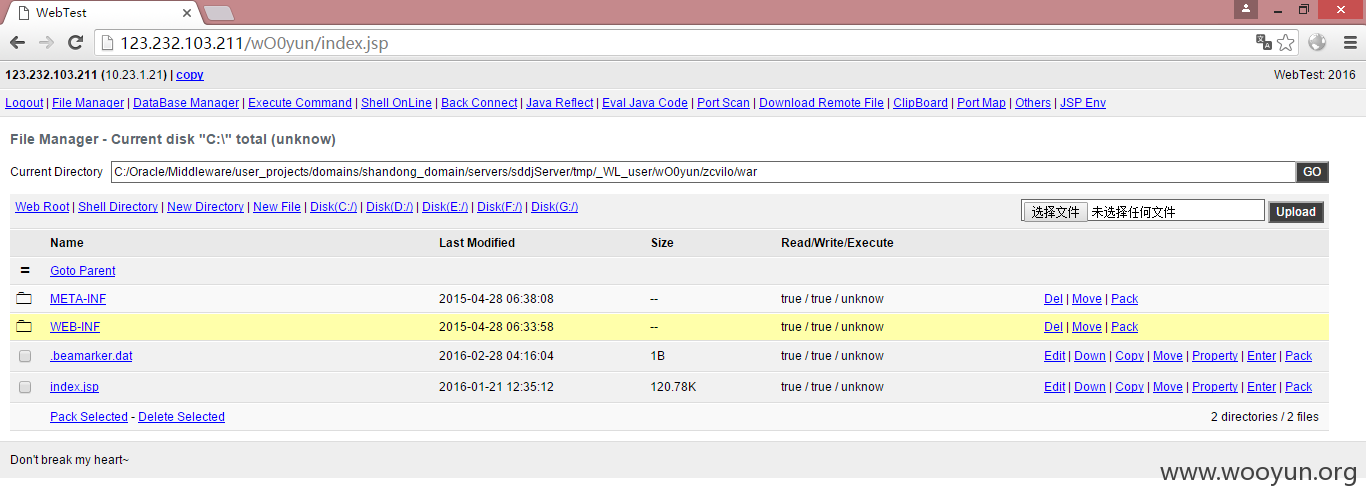 WebTest
123.232.103.211/wO0yun/index.jsp
123.232.103.211 (10.23.1.21) | copy
WebTest: 2016
Logout | File Manager | DataBase Manager | Execute Command | Shell OnLine | Back Connect | Java Reflect | Eval Java Code | Port Scan | Download Remote File | ClipBoard | Port Map | Others | JSP Env
File Manager - Current disk "C:\" total (unknow)
Current Directory C:/Oracle/Middleware/user_projects/domains/shandong_domain/servers/sddjServer/tmp/_WL_user/wO0yun/zcvilo/war GO
Web Root | Shell Directory | New Directory | New File | Disk(C:/) | Disk(D:/) | Disk(E:/) | Disk(F:/) | Disk(G:/) 选择文件 未选择任何文件 Upload
Name Last Modified Size Read/Write/Execute
= Goto Parent
META-INF 2015-04-28 06:38:08 -- true / true / unknow Del | Move | Pack
WEB-INF 2015-04-28 06:33:58 -- true / true / unknow Del | Move | Pack
.beamarker.dat 2016-02-28 04:16:04 1B true / true / unknow Edit | Down | Copy | Move | Property | Enter | Pack
index.jsp 2016-01-21 12:35:12 120.78K true / true / unknow Edit | Down | Copy | Move | Property | Enter | Pack
Pack Selected - Delete Selected 2 directories / 2 files
Don't break my heart~
www.wooyun.org